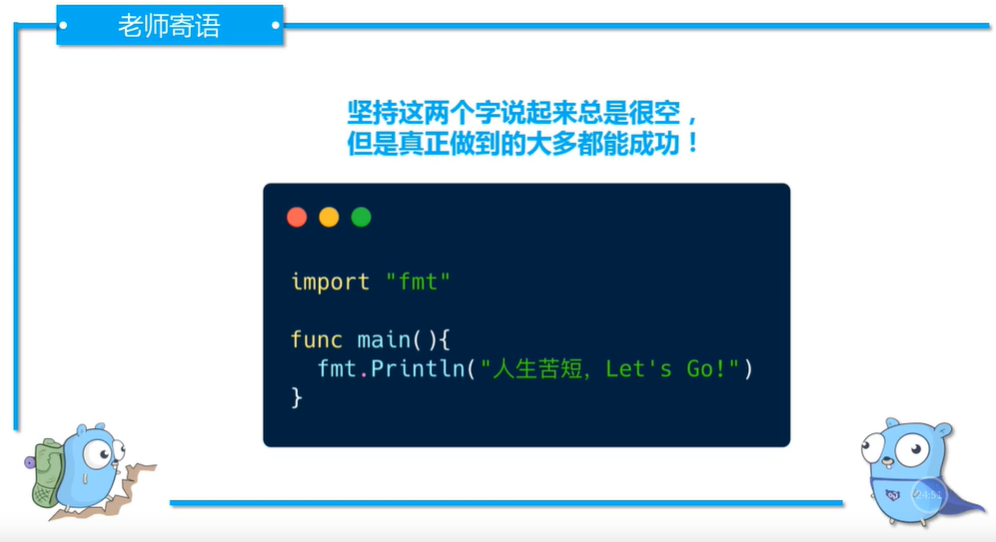 老师寄语
坚持这两个字说起来总是很空，
但是真正做到的大多都能成功！
import "fmt"
func main(){
fmt.Println("人生苦短，Let's Go!")
}
24:51